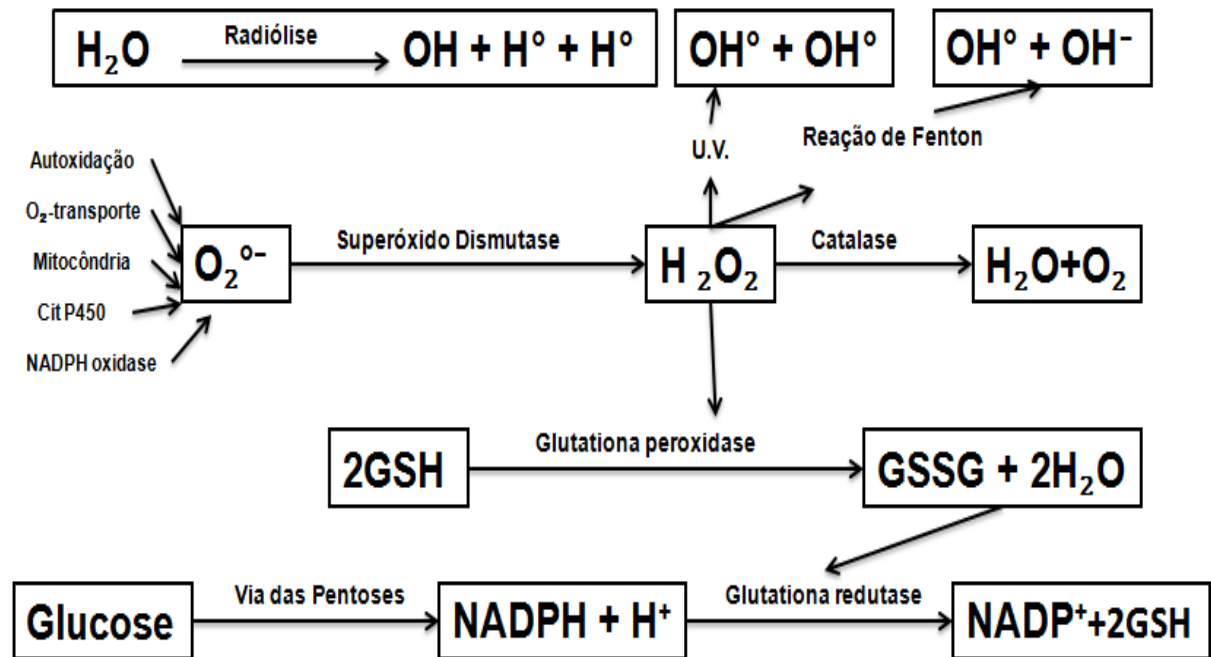 H₂O Radiólise OH + H° + H°
OH° + OH°
OH° + OH⁻
U.V.
Reação de Fenton
Autoxidação
O₂-transporte
Mitocôndria
Cit P450
NADPH oxidase
O₂°⁻ Superóxido Dismutase H ₂O₂ Catalase H₂O+O₂
2GSH Glutationa peroxidase GSSG + 2H₂O
Glucose Via das Pentoses NADPH + H⁺ Glutationa redutase NADP⁺+2GSH